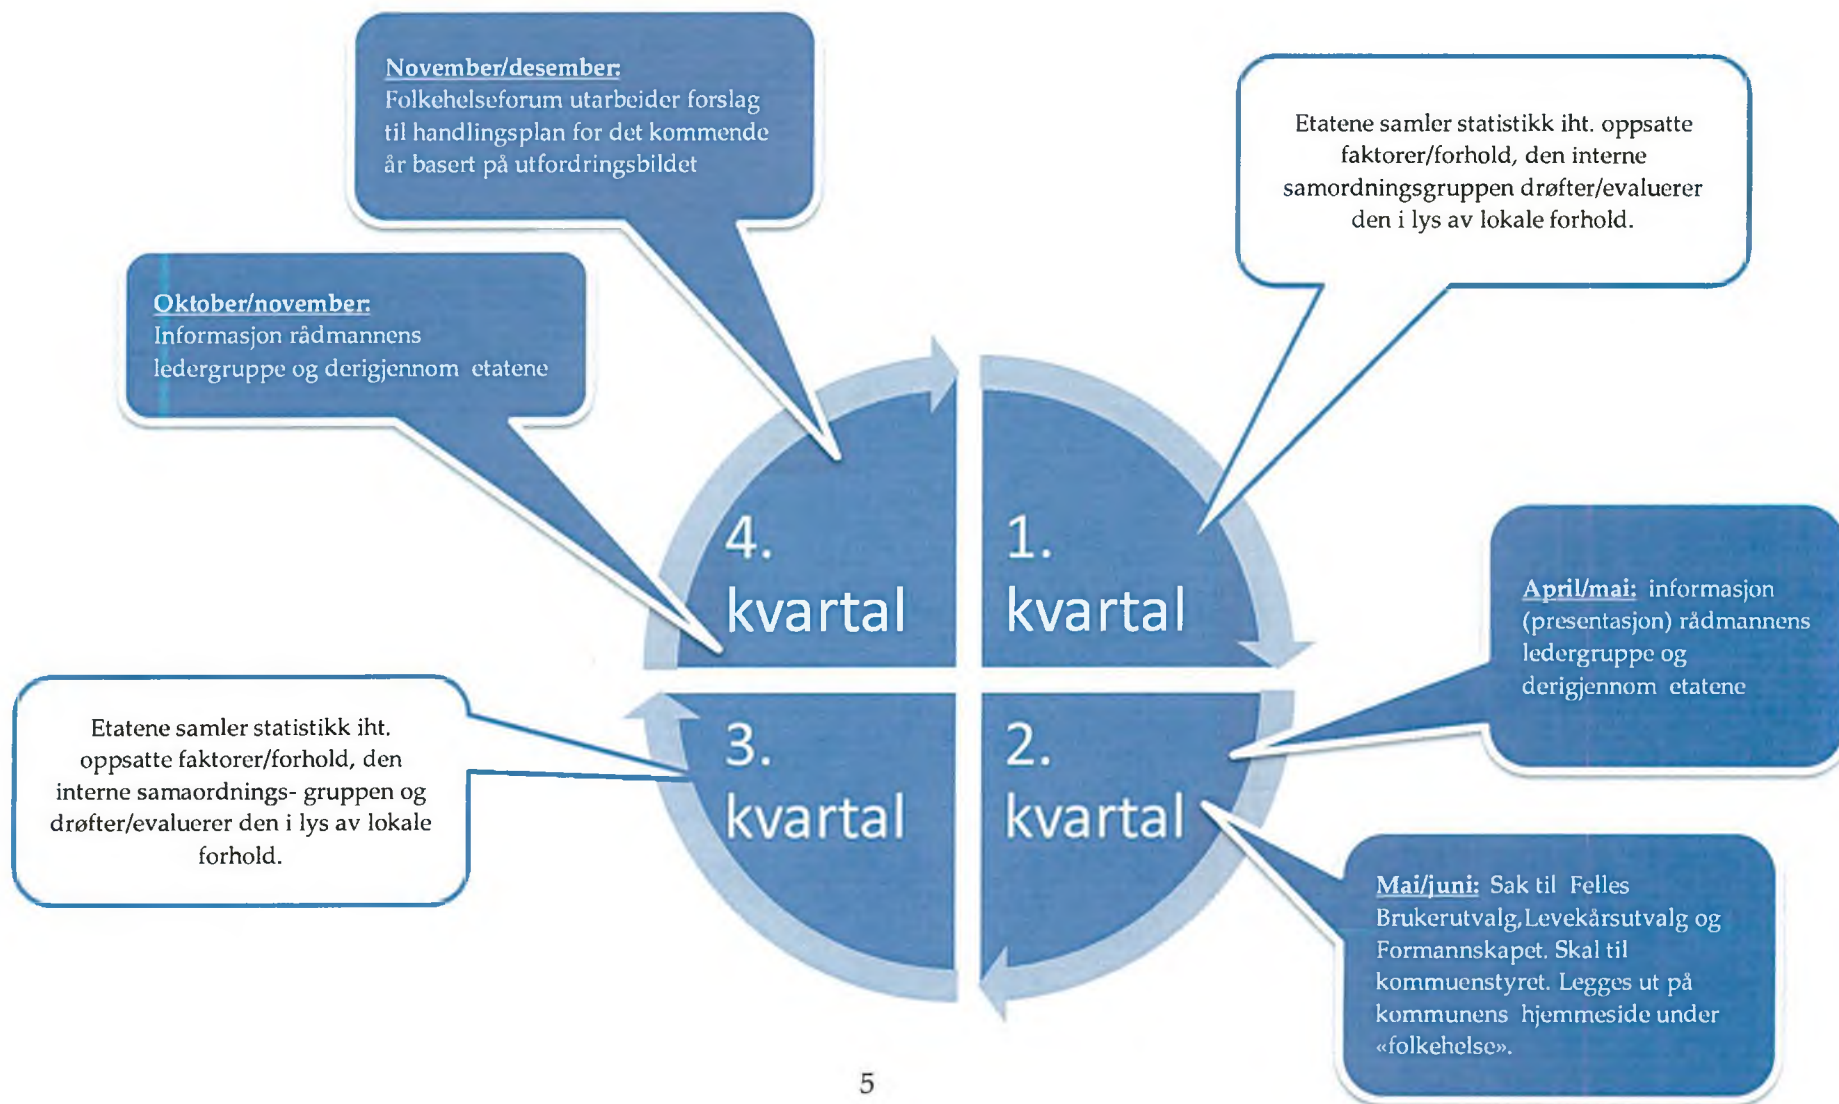 November/desember:
Folkehelseforum utarbeider forslag
til handlingsplan for det kommende
år basert på utfordringsbildet
Etatene samler statistikk iht. oppsatte
faktorer/forhold, den interne
samordningsgruppen drøfter/evaluerer
den i lys av lokale forhold.
Oktober/november:
Informasjon rådmannens
ledergruppe og derigjennom etatene
4.
kvartal
1.
kvartal
April/mai: informasjon
(presentasjon) rådmannens
ledergruppe og
derigjennom etatene
Etatene samler statistikk iht.
oppsatte faktorer/forhold, den
interne samaordnings- gruppen og
drøfter/evaluerer den i lys av lokale
forhold.
3.
kvartal
2.
kvartal
Mai/juni: Sak til Felles
Brukerutvalg,Levekårsutvalg og
Formannskapet. Skal til
kommuenstyret. Legges ut på
kommunens hjemmeside under
«folkehelse».
5